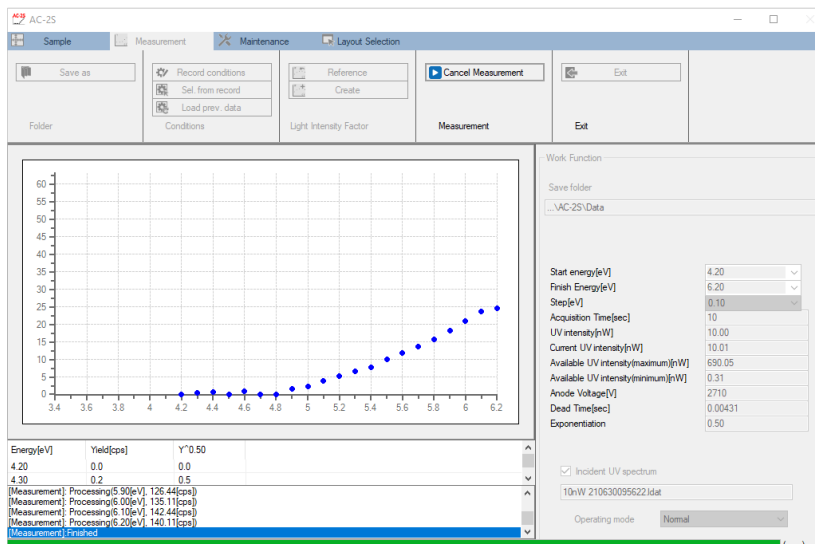 AC-2S AC-2S
Sample Measurement Maintenance Layout Selection
Save as Record conditions Reference Cancel Measurement Exit
Sel. from record Create
Load prev. data
Folder Conditions Light Intensity Factor Measurement Exit
Work Function
Save folder
...\AC-2S\Data
60
55
50
45
40
35
30
25
20
15
10
5
0
3.4 3.6 3.8 4 4.2 4.4 4.6 4.8 5 5.2 5.4 5.6 5.8 6 6.2
Start energy[eV] 4.20
Finish Energy[eV] 6.20
Step[eV] 0.10
Acquisition Time[sec] 10
UV intensity[nW] 10.00
Current UV intensity[nW] 10.01
Available UV intensity(maximum)[nW] 690.05
Available UV intensity(minimum)[nW] 0.31
Anode Voltage[V] 2710
Dead Time[sec] 0.00431
Exponentiation 0.50
Energy[eV] Yield[cps] Y^0.50
4.20 0.0 0.0
4.30 0.2 0.5
[Measurement]: Processing(5.90[eV], 126.44[cps])
[Measurement]: Processing(6.00[eV], 135.11[cps])
[Measurement]: Processing(6.10[eV], 142.44[cps])
[Measurement]: Processing(6.20[eV], 140.11[cps])
[Measurement]:Finished
Incident UV spectrum
10nW 210630095622.ldat
Operating mode Normal